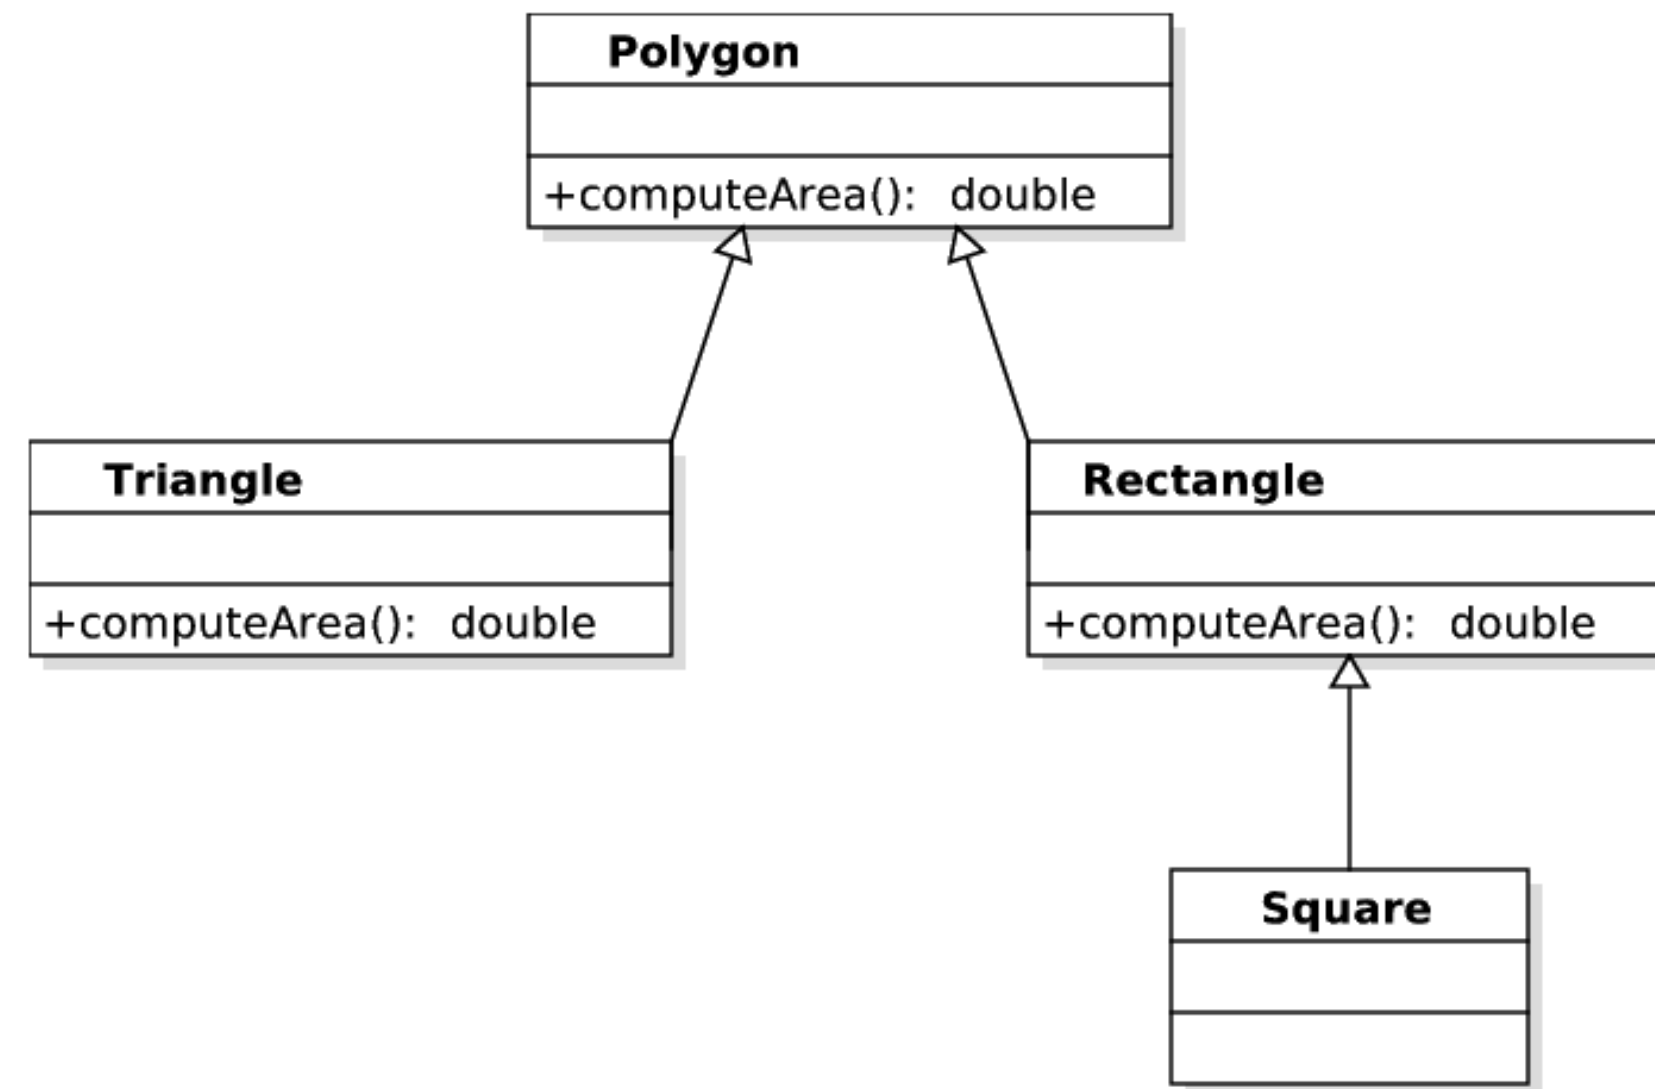 Polygon
+computeArea(): double
Triangle
Rectangle
+computeArea(): double
+computeArea(): double
Square